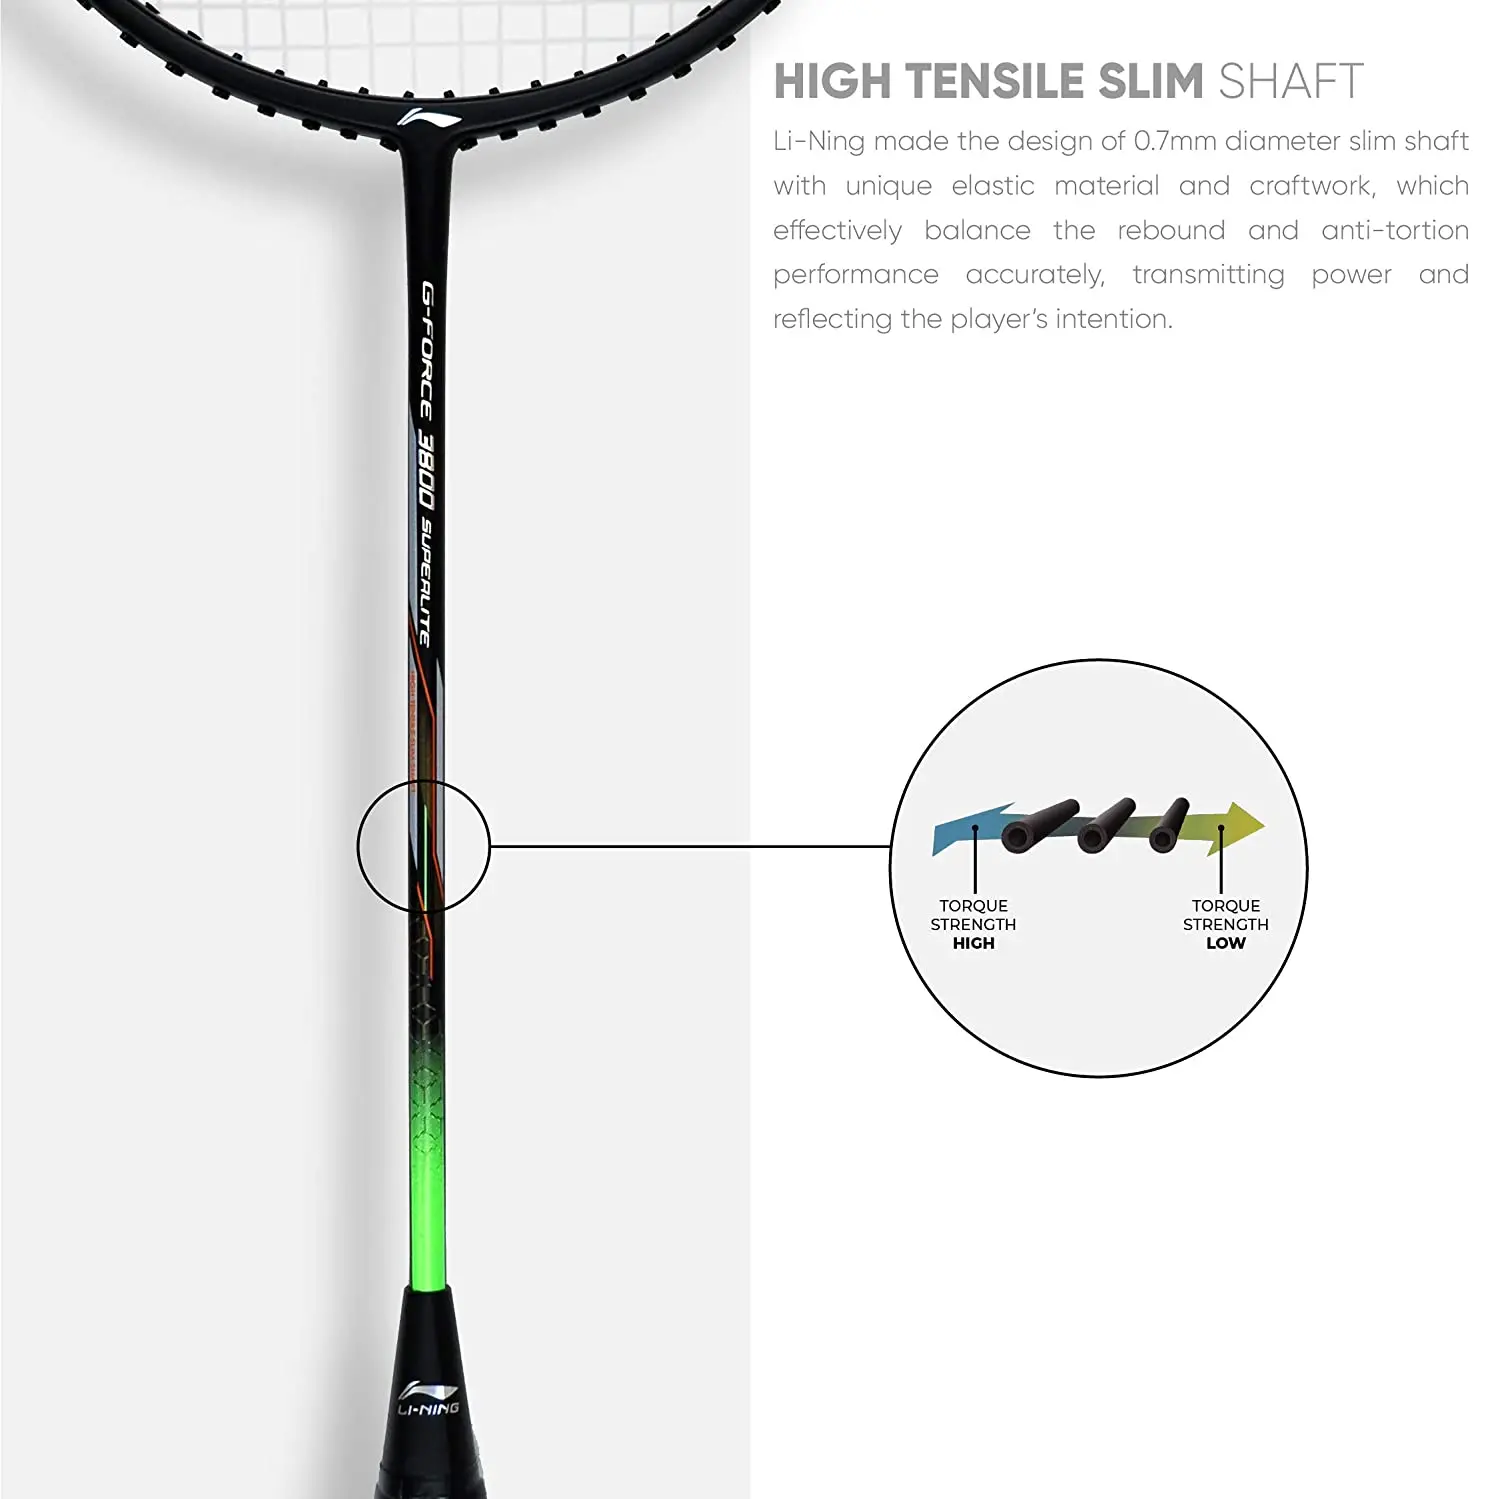 HIGH TENSILE SLIM SHAFT
Li-Ning made the design of 0.7mm diameter slim shaft
with unique elastic material and craftwork, which
effectively balance the rebound and anti-tortion
performance accurately, transmitting power and
reflecting the player's intention.
G-FORCE 3800 SUPERLITE
TORQUE
STRENGTH
HIGH
TORQUE
STRENGTH
LOW
LI-NING